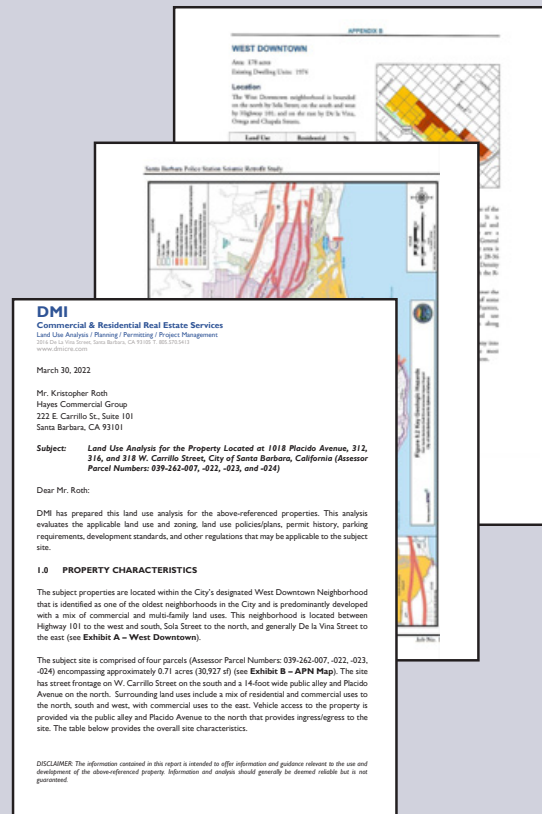 APPENDIX B
WEST DOWNTOWN
Area: 178 acres
Existing Dwelling Units: 1974
Location
The West Downtown neighborhood is bounded
on the north by Sola Street; on the south and west
by Highway 101; and on the east by De la Vina,
Ortega and Chapala Streets.
Land Use Residential %
Santa Barbara Police Station Seismic Retrofit Study
Figure 8.2 Key Geologic Hazards
DMI
Commercial & Residential Real Estate Services
Land Use Analysis / Planning / Permitting / Project Management
2016 De La Vina Street, Santa Barbara, CA 93105 T. 805.570.5413
www.dmicre.com
March 30, 2022
Mr. Kristopher Roth
Hayes Commercial Group
222 E. Carrillo St., Suite 101
Santa Barbara, CA 93101
Subject: Land Use Analysis for the Property Located at 1018 Placido Avenue, 312,
316, and 318 W. Carrillo Street, City of Santa Barbara, California (Assessor
Parcel Numbers: 039-262-007, -022, -023, and -024)
Dear Mr. Roth:
DMI has prepared this land use analysis for the above-referenced properties. This analysis
evaluates the applicable land use and zoning, land use policies/plans, permit history, parking
requirements, development standards, and other regulations that may be applicable to the subject
site.
1.0 PROPERTY CHARACTERISTICS
The subject properties are located within the City's designated West Downtown Neighborhood
that is identified as one of the oldest neighborhoods in the City and is predominantly developed
with a mix of commercial and multi-family land uses. This neighborhood is located between
Highway 101 to the west and south, Sola Street to the north, and generally De la Vina Street to
the east (see Exhibit A – West Downtown).
The subject site is comprised of four parcels (Assessor Parcel Numbers: 039-262-007, -022, -023,
-024) encompassing approximately 0.71 acres (30,927 sf) (see Exhibit B – APN Map). The site
has street frontage on W. Carrillo Street on the south and a 14-foot wide public alley and Placido
Avenue on the north. Surrounding land uses include a mix of residential and commercial uses to
the north, south and west, with commercial uses to the east. Vehicle access to the property is
provided via the public alley and Placido Avenue to the north that provides ingress/egress to the
site. The table below provides the overall site characteristics.
DISCLAIMER: The information contained in this report is intended to offer information and guidance relevant to the use and
development of the above-referenced property. Information and analysis should generally be deemed reliable but is not
guaranteed.